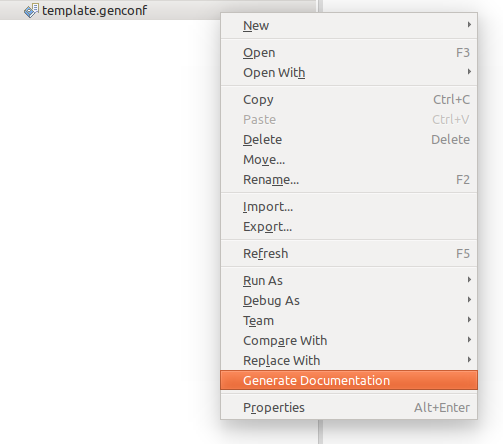 template.genconf
New
Open F3
Open With
Copy Ctrl+C
Paste Ctrl+V
Delete Delete
Move...
Rename... F2
Import...
Export...
Refresh F5
Run As
Debug As
Team
Compare With
Replace With
Generate Documentation
Properties Alt+Enter